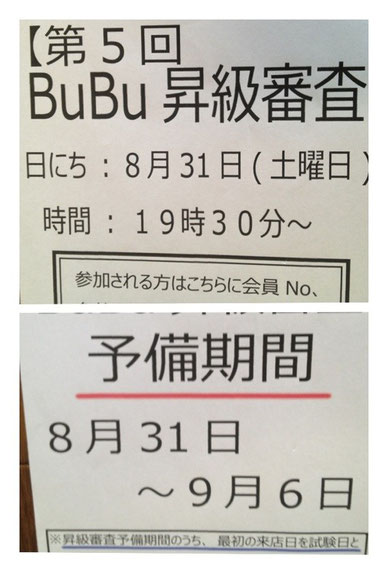 【第５回
BuBu 昇級審査
日にち：８月31日(土曜日)
時間：１９時３０分～
参加される方はこちらに会員 No、
予備期間
８月31日
～９月６日
※昇級審査予備期間のうち、最初の来店日を試験日と